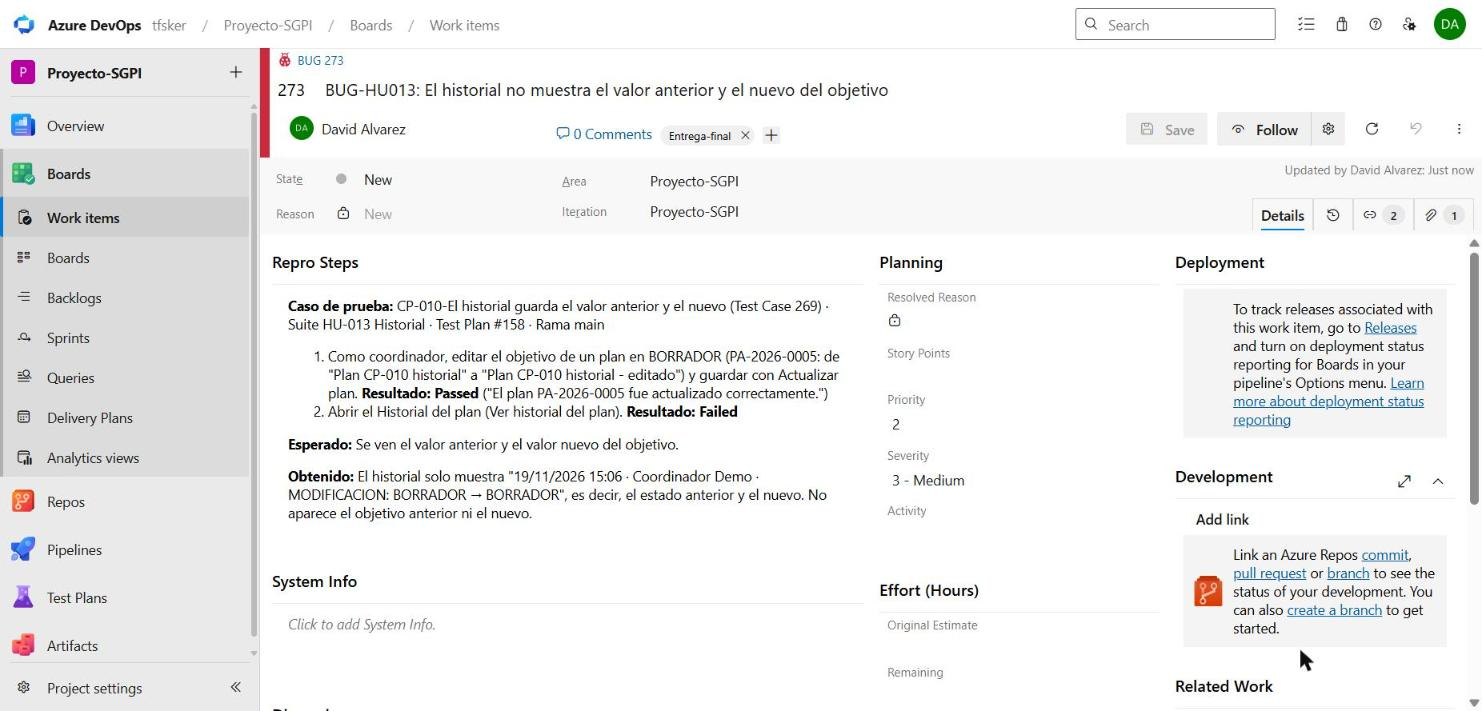 Azure DevOps tfsker / Proyecto-SGPI / Boards / Work items
Search
DA
P Proyecto-SGPI
Overview
Boards
Work items
Boards
Backlogs
Sprints
Queries
Delivery Plans
Analytics views
Repos
Pipelines
Test Plans
Artifacts
Project settings
BUG 273
273 BUG-HU013: El historial no muestra el valor anterior y el nuevo del objetivo
DA David Alvarez
0 Comments
Entrega-final
Save
Follow
State New
Area Proyecto-SGPI
Updated by David Alvarez: Just now
Reason New
Iteration Proyecto-SGPI
Details
2
1
Repro Steps
Caso de prueba: CP-010-El historial guarda el valor anterior y el nuevo (Test Case 269) ·
Suite HU-013 Historial · Test Plan #158 · Rama main
1. Como coordinador, editar el objetivo de un plan en BORRADOR (PA-2026-0005: de
"Plan CP-010 historial" a "Plan CP-010 historial - editado") y guardar con Actualizar
plan. Resultado: Passed ("El plan PA-2026-0005 fue actualizado correctamente.")
2. Abrir el Historial del plan (Ver historial del plan). Resultado: Failed
Esperado: Se ven el valor anterior y el valor nuevo del objetivo.
Obtenido: El historial solo muestra "19/11/2026 15:06 · Coordinador Demo ·
MODIFICACION: BORRADOR → BORRADOR", es decir, el estado anterior y el nuevo. No
aparece el objetivo anterior ni el nuevo.
System Info
Click to add System Info.
Planning
Resolved Reason
Story Points
Priority
2
Severity
3 - Medium
Activity
Effort (Hours)
Original Estimate
Remaining
Deployment
To track releases associated with
this work item, go to Releases
and turn on deployment status
reporting for Boards in your
pipeline's Options menu. Learn
more about deployment status
reporting
Development
Add link
Link an Azure Repos commit,
pull request or branch to see the
status of your development. You
can also create a branch to get
started.
Related Work